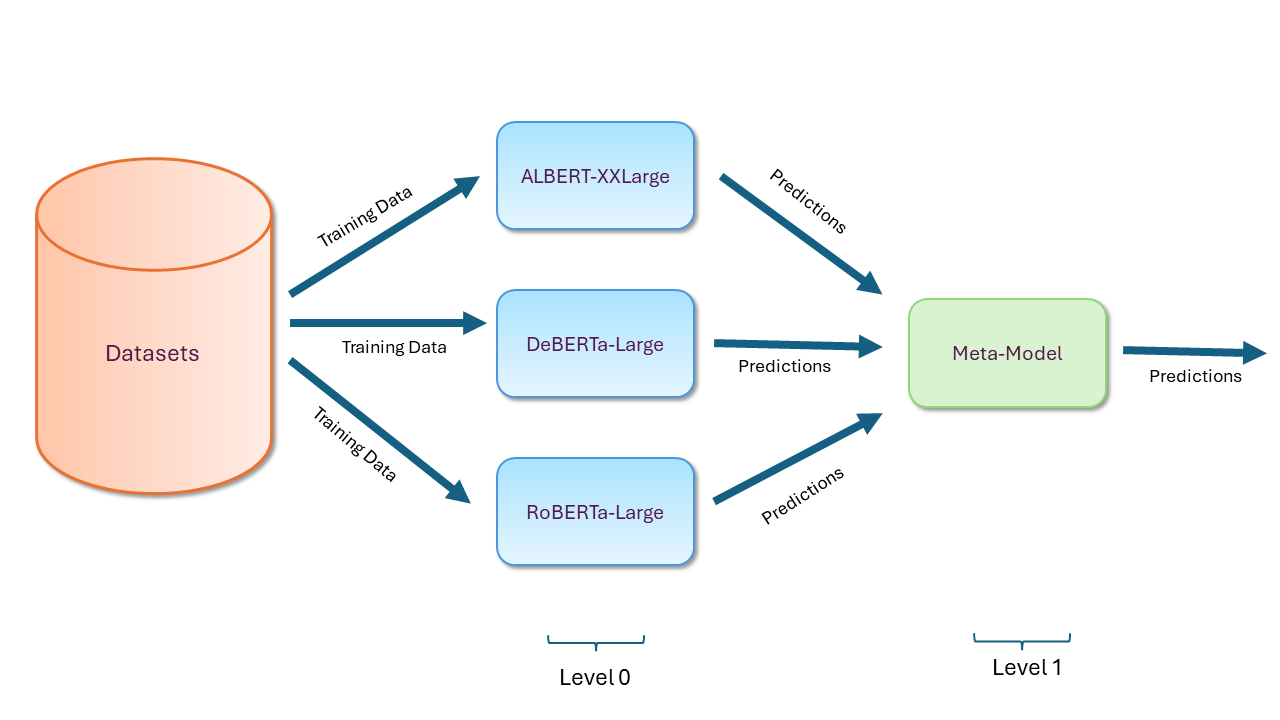 Datasets
Training Data
Training Data
Training Data
ALBERT-XXLarge
DeBERTa-Large
RoBERTa-Large
Predictions
Predictions
Predictions
Meta-Model
Predictions
Level 0
Level 1